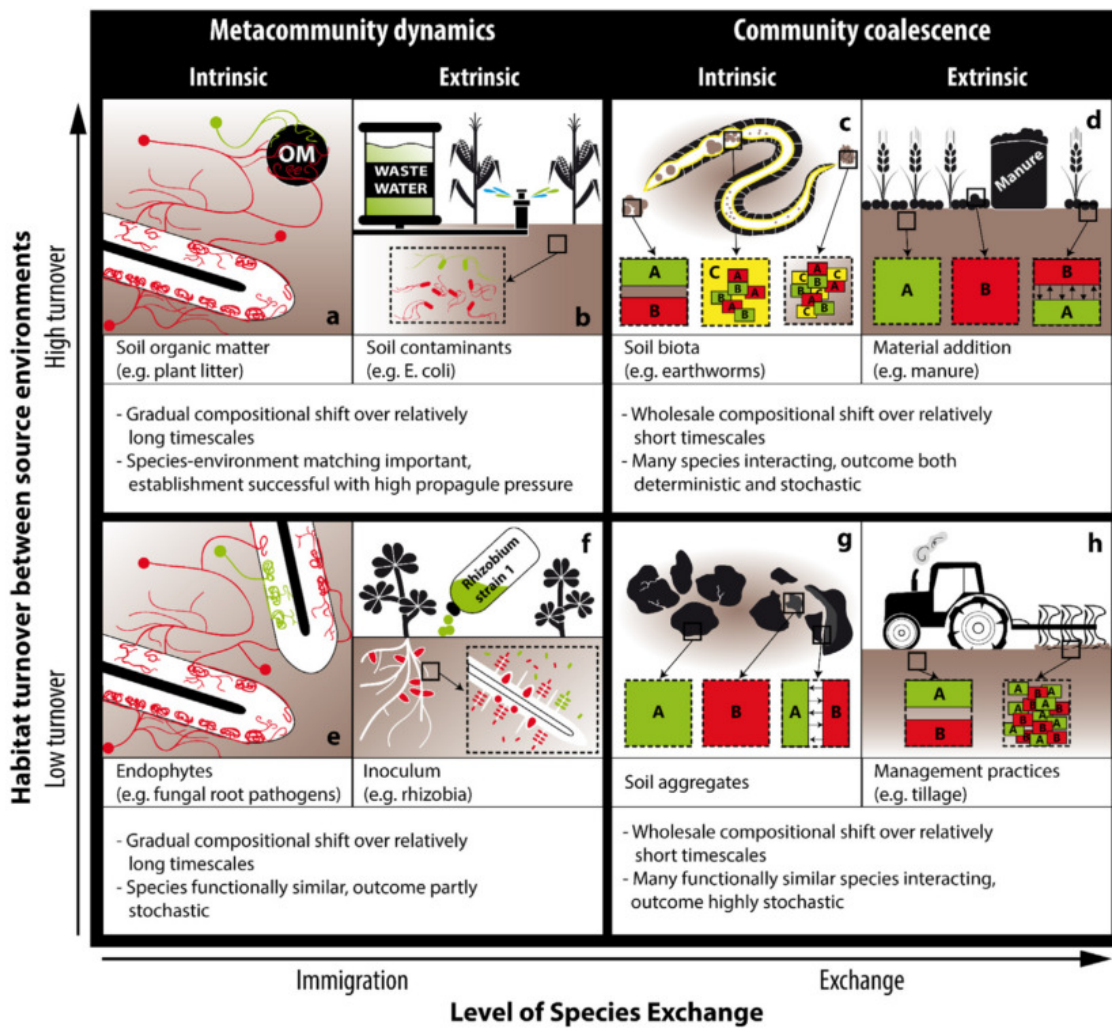 Metacommunity dynamics
Community coalescence
Intrinsic
Extrinsic
Intrinsic
Extrinsic
Habitat turnover between source environments
High turnover
Low turnover
OM
a
WASTE
WATER
b
c
A
B
C
A
B
A
C
B
A
B
C
B
A
C
B
C
A
B
A
C
B
Manure
d
A
B
B
A
Soil organic matter
(e.g. plant litter)
Soil contaminants
(e.g. E. coli)
Soil biota
(e.g. earthworms)
Material addition
(e.g. manure)
- Gradual compositional shift over relatively
long timescales
- Species-environment matching important,
establishment successful with high propagule pressure
- Wholesale compositional shift over relatively
short timescales
- Many species interacting, outcome both
deterministic and stochastic
e
Rhizobium
strain 1
f
g
A
B
A
B
h
A
B
A
B
A
B
A
B
A
B
A
B
A
B
Endophytes
(e.g. fungal root pathogens)
Inoculum
(e.g. rhizobia)
Soil aggregates
Management practices
(e.g. tillage)
- Gradual compositional shift over relatively
long timescales
- Species functionally similar, outcome partly
stochastic
- Wholesale compositional shift over relatively
short timescales
- Many functionally similar species interacting,
outcome highly stochastic
Immigration
Exchange
Level of Species Exchange